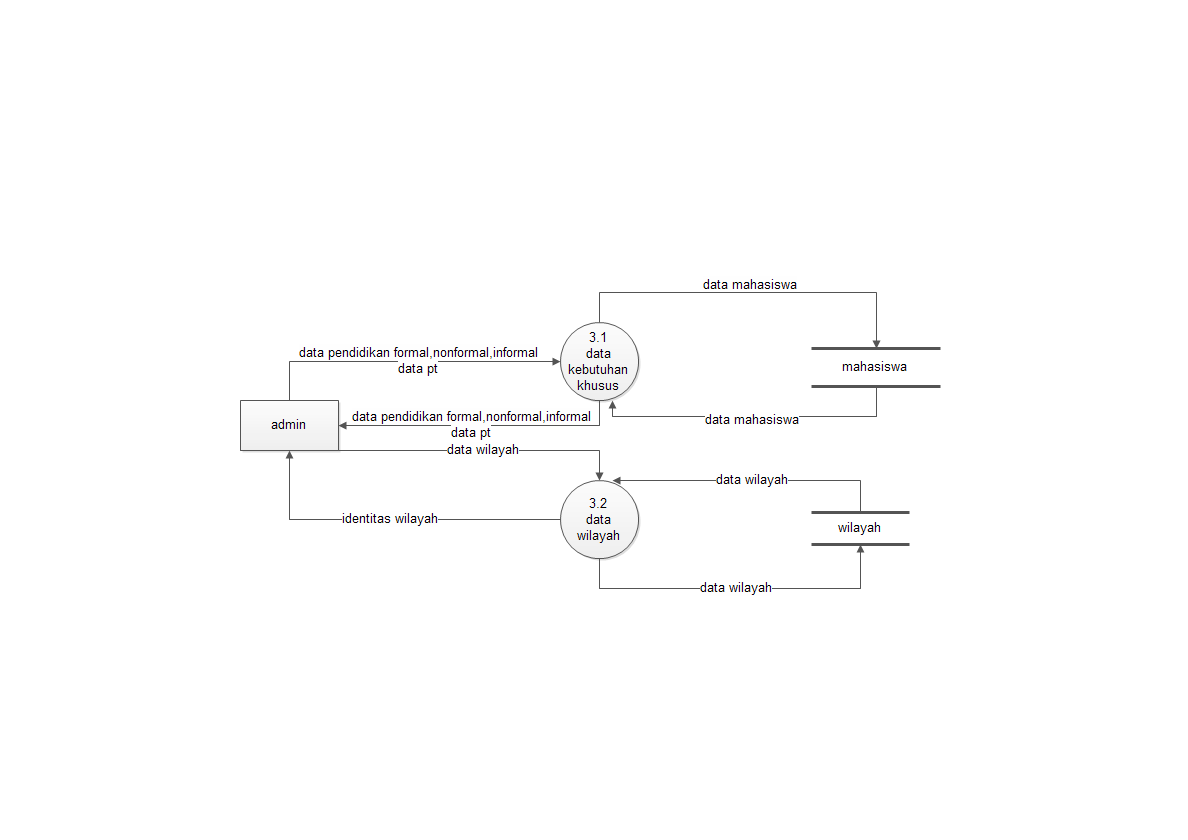 data mahasiswa
3.1
data
kebutuhan
khusus
data pendidikan formal,nonformal,informal
data pt
mahasiswa
data pendidikan formal,nonformal,informal
data pt
data mahasiswa
admin
data wilayah
3.2
data
wilayah
data wilayah
identitas wilayah
wilayah
data wilayah